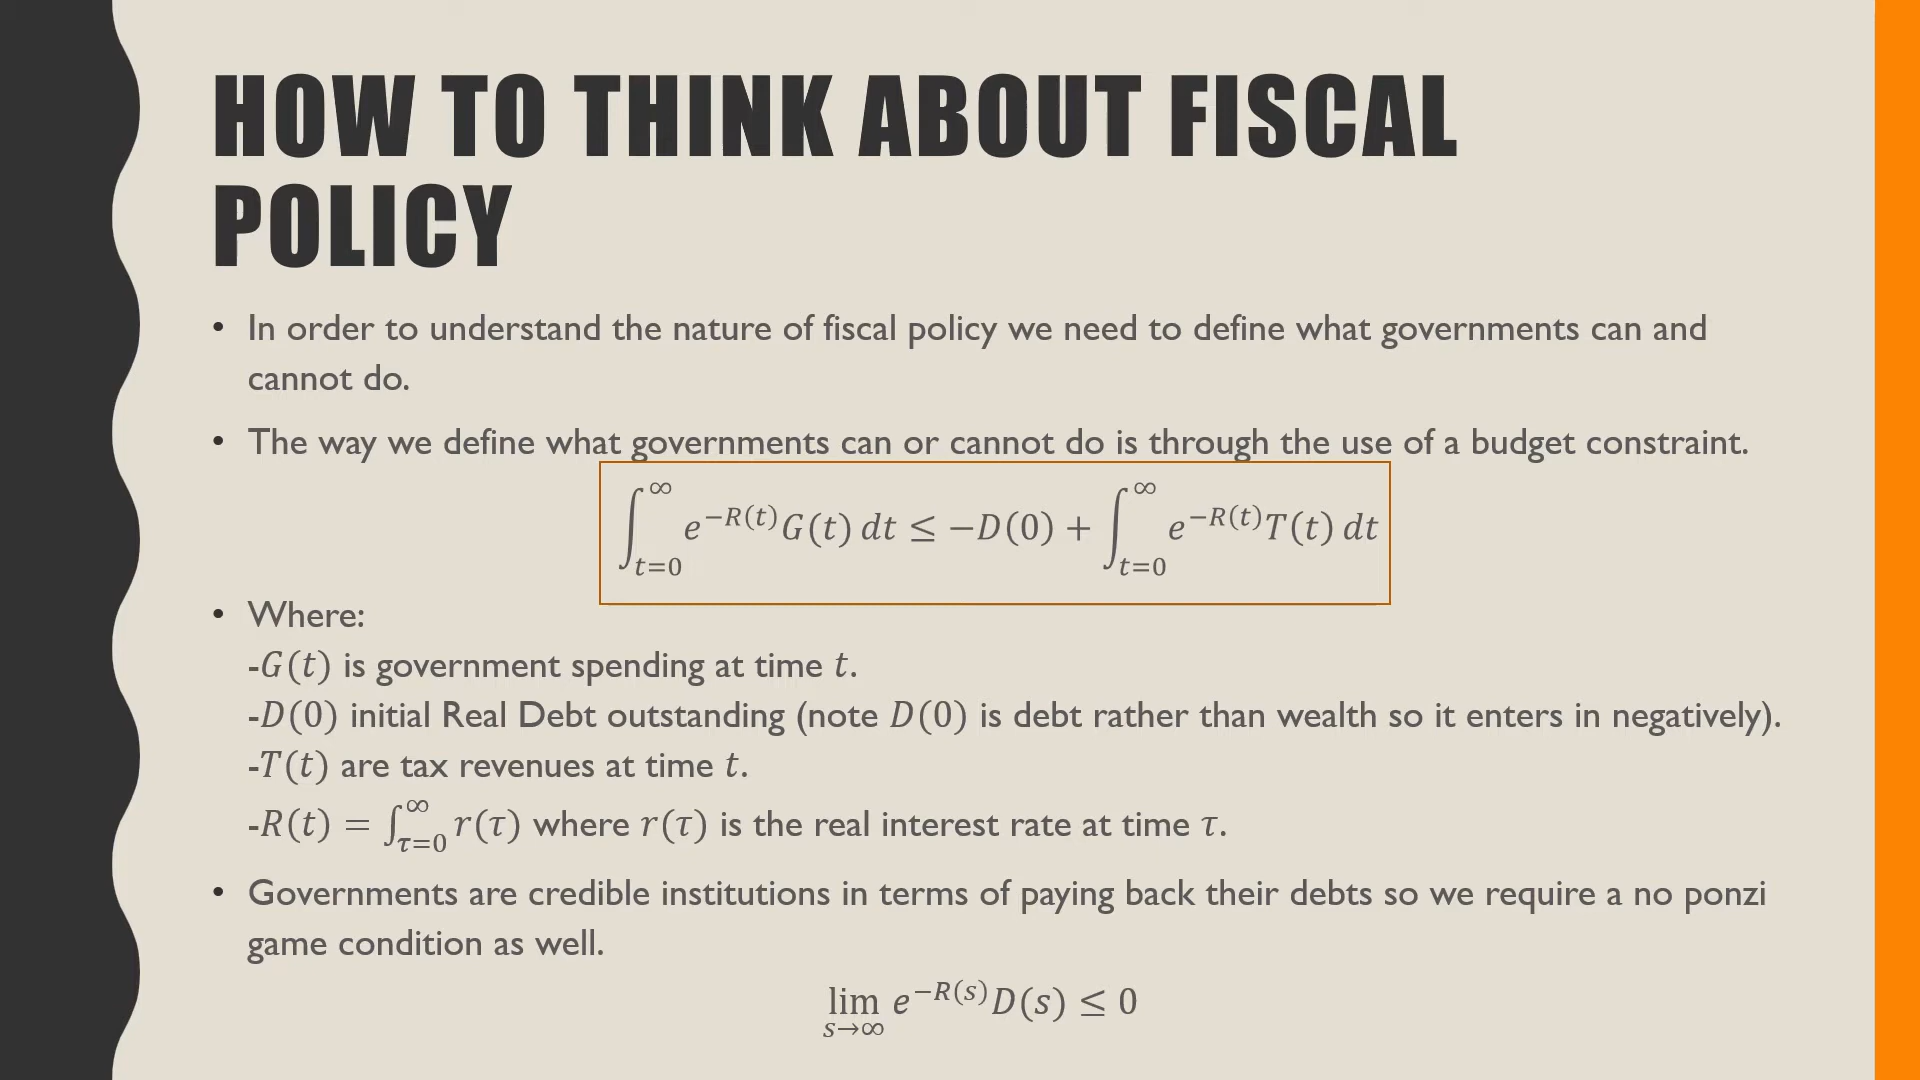 HOW TO THINK ABOUT FISCAL
POLICY
• In order to understand the nature of fiscal policy we need to define what governments can and
cannot do.
• The way we define what governments can or cannot do is through the use of a budget constraint.
∫_{t=0}^{∞} e^{−R(t)} G(t) dt ≤ −D(0) + ∫_{t=0}^{∞} e^{−R(t)} T(t) dt
• Where:
-G(t) is government spending at time t.
-D(0) initial Real Debt outstanding (note D(0) is debt rather than wealth so it enters in negatively).
-T(t) are tax revenues at time t.
-R(t) = ∫_{τ=0}^{∞} r(τ) where r(τ) is the real interest rate at time τ.
• Governments are credible institutions in terms of paying back their debts so we require a no ponzi
game condition as well.
lim_{s→∞} e^{−R(s)} D(s) ≤ 0